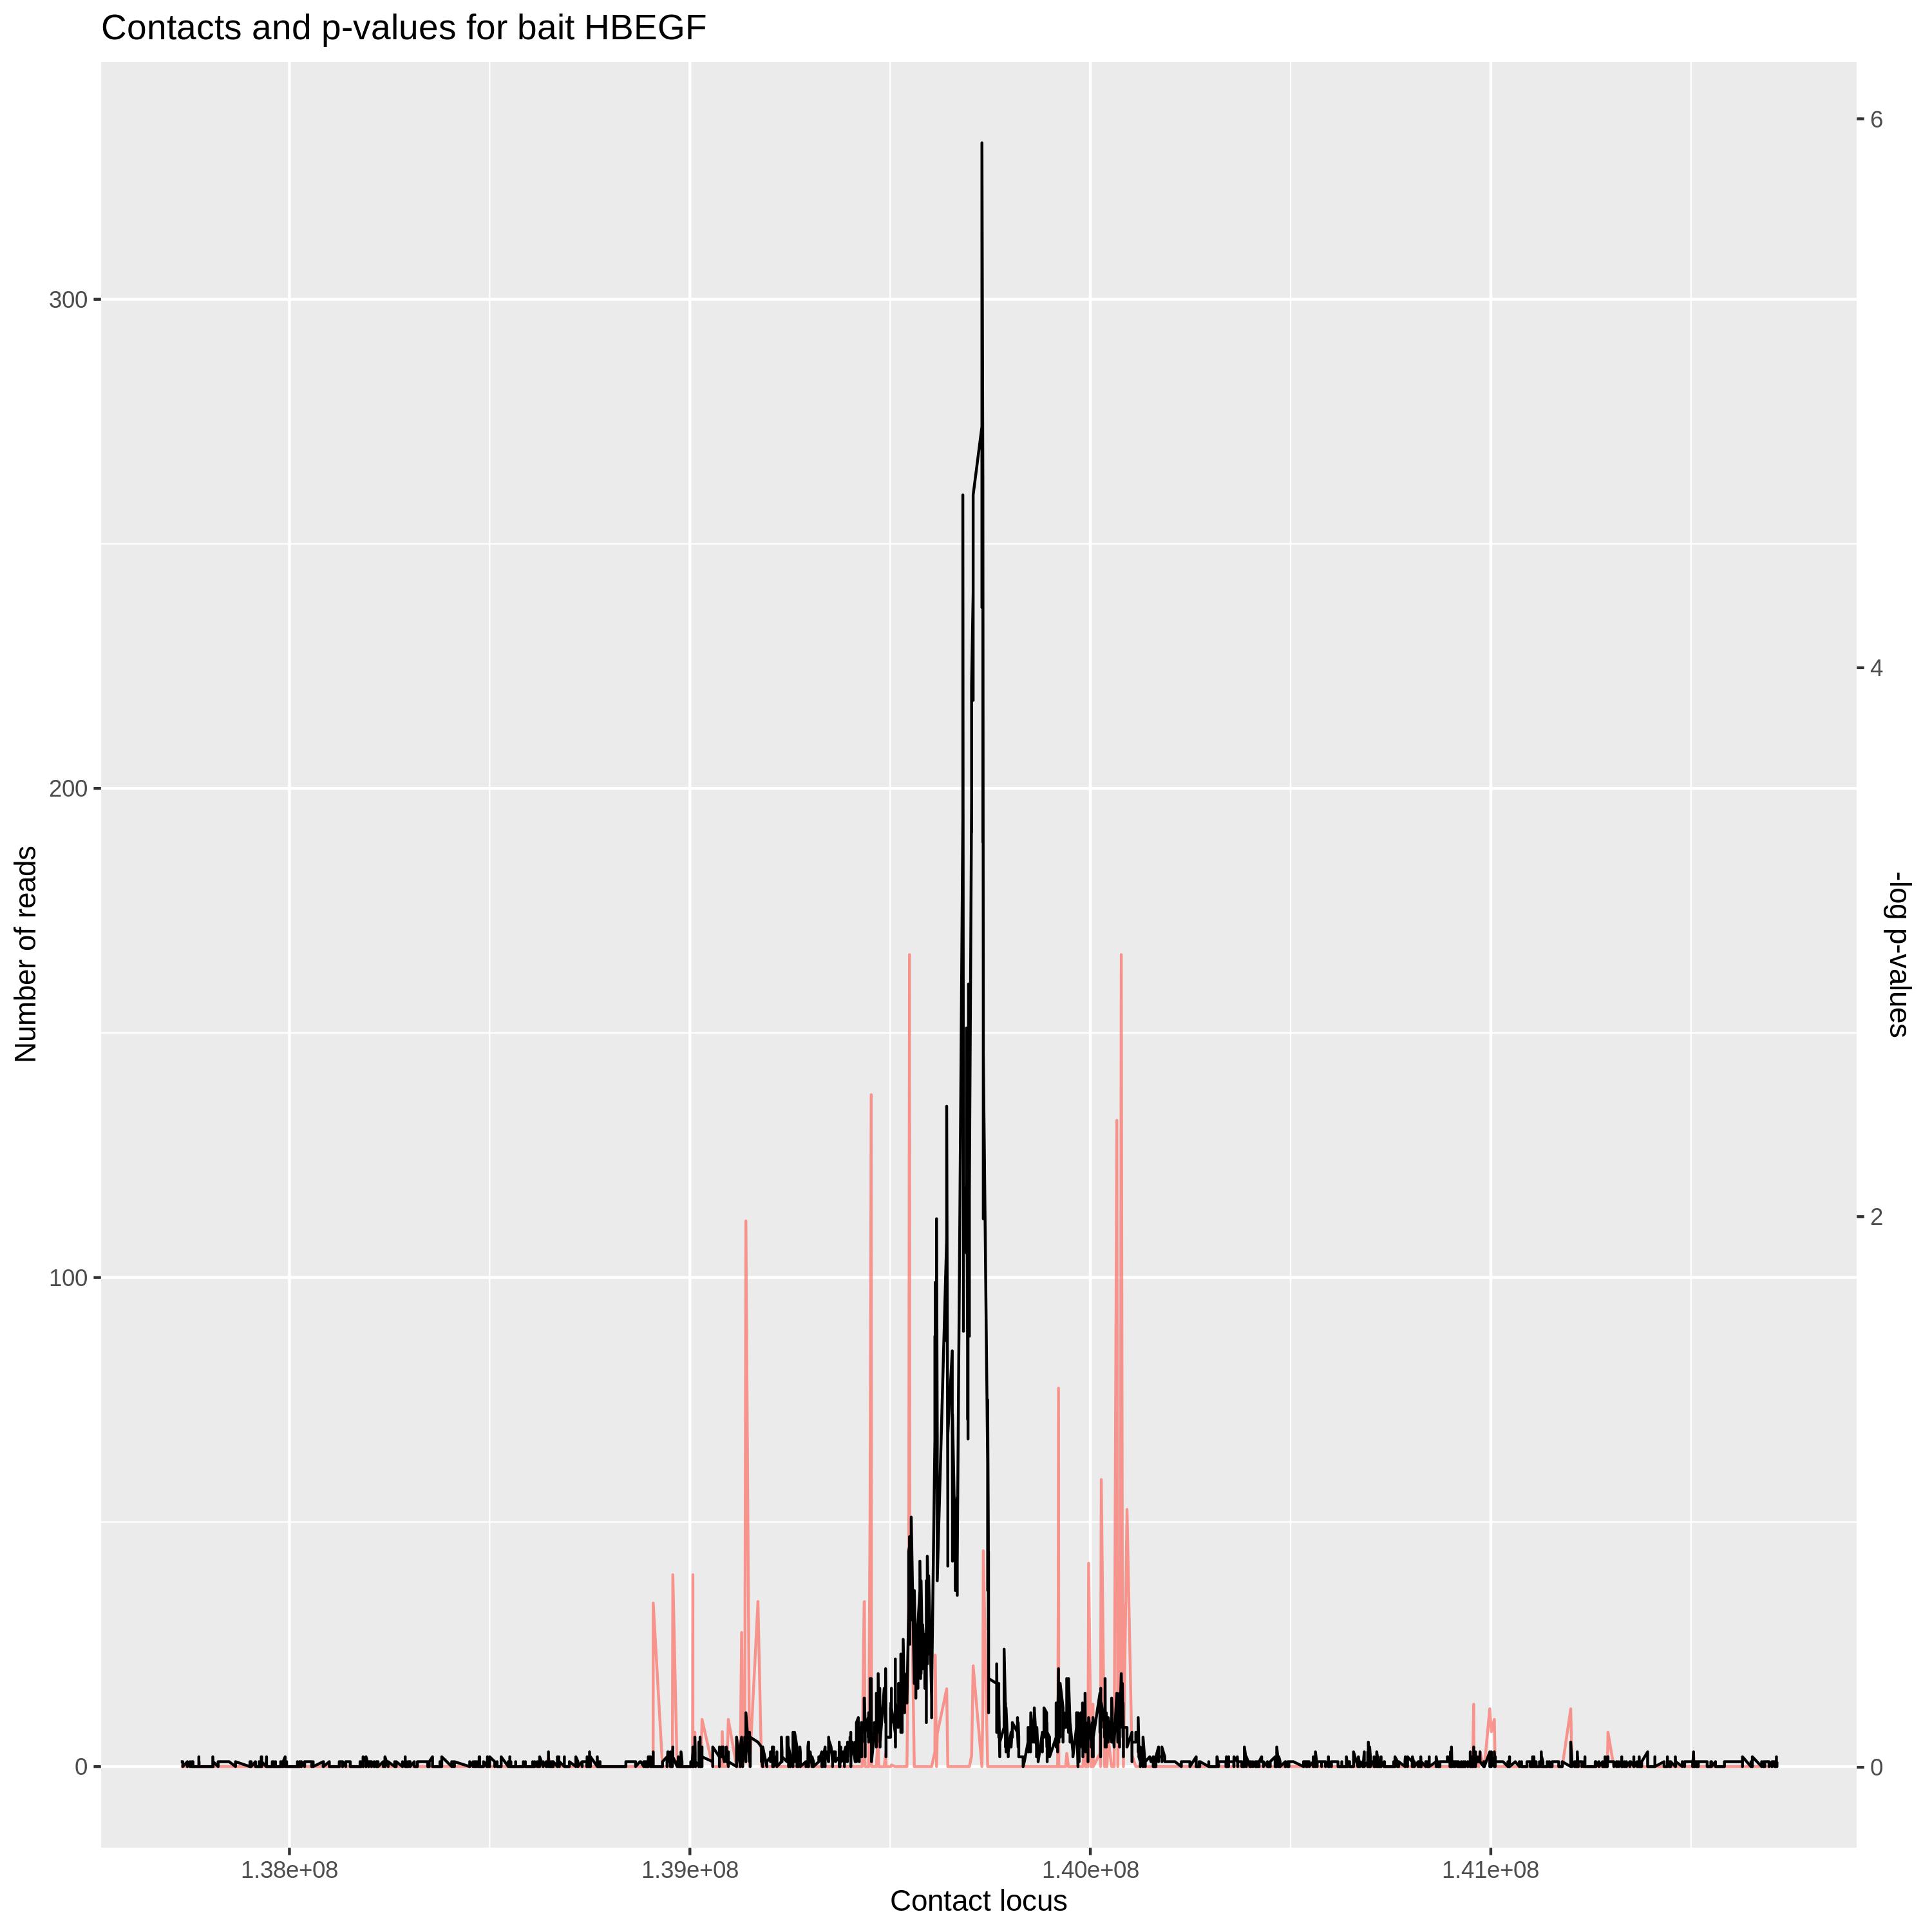 Contacts and p-values for bait HBEGF
300
200
100
0
Number of reads
6
4
2
0
-log p-values
1.38e+08
1.39e+08
1.40e+08
1.41e+08
Contact locus